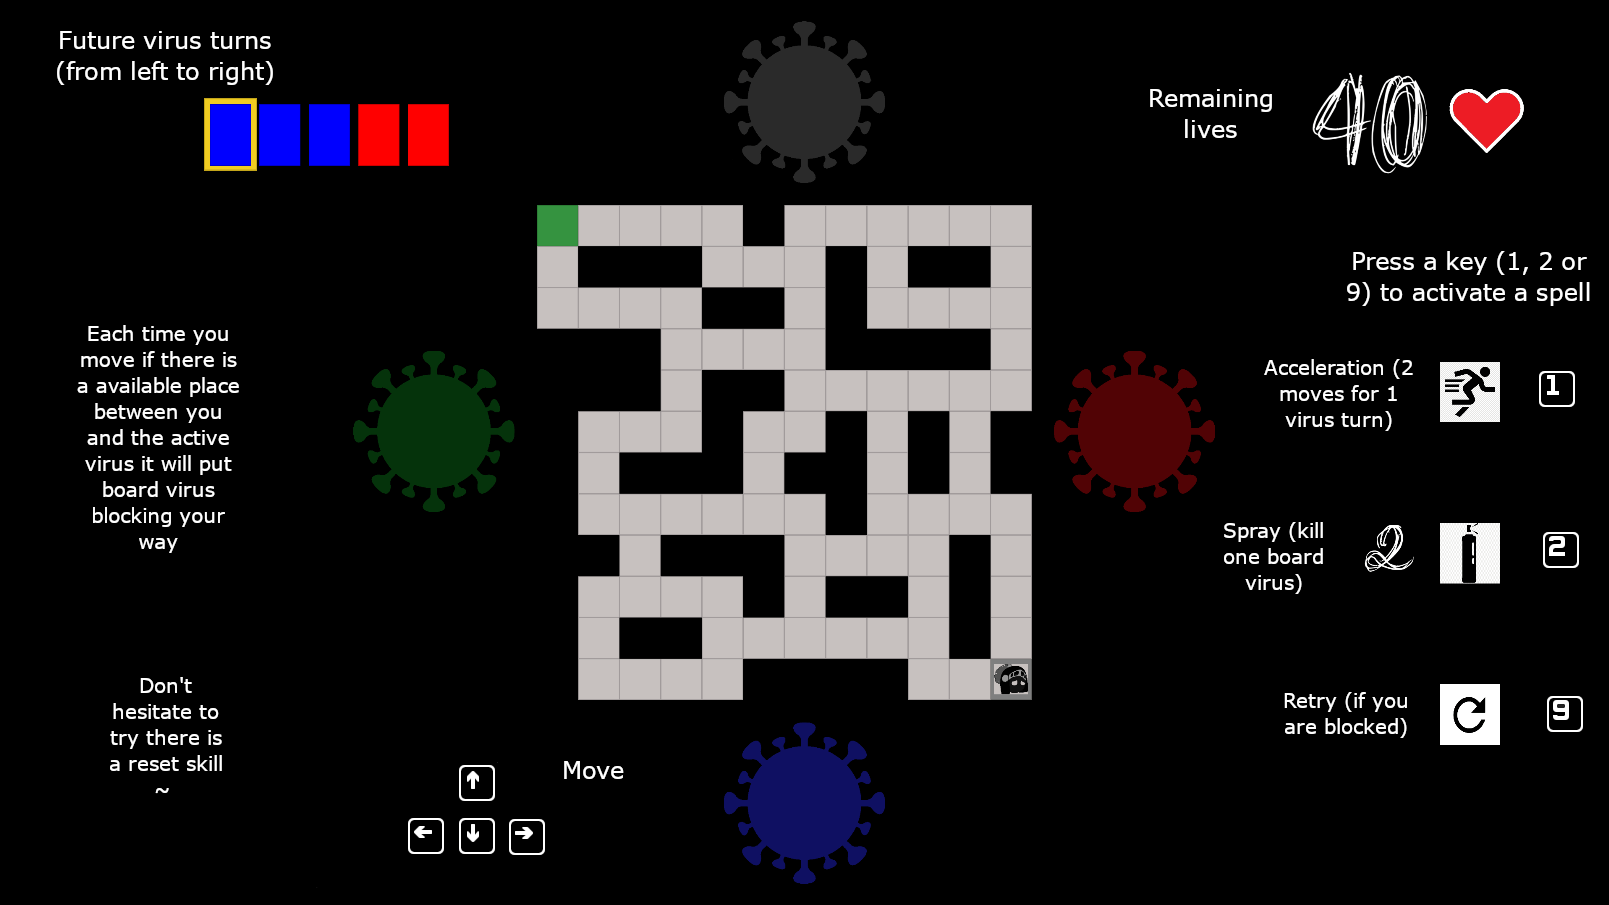 Future virus turns
(from left to right)
Remaining
lives
40
Press a key (1, 2 or
9) to activate a spell
Each time you
move if there is
a available place
between you
and the active
virus it will put
board virus
blocking your
way
Acceleration (2
moves for 1
virus turn)
1
Spray (kill
one board
virus)
2
2
Don't
hesitate to
try there is
a reset skill
~
Retry (if you
are blocked)
9
Move